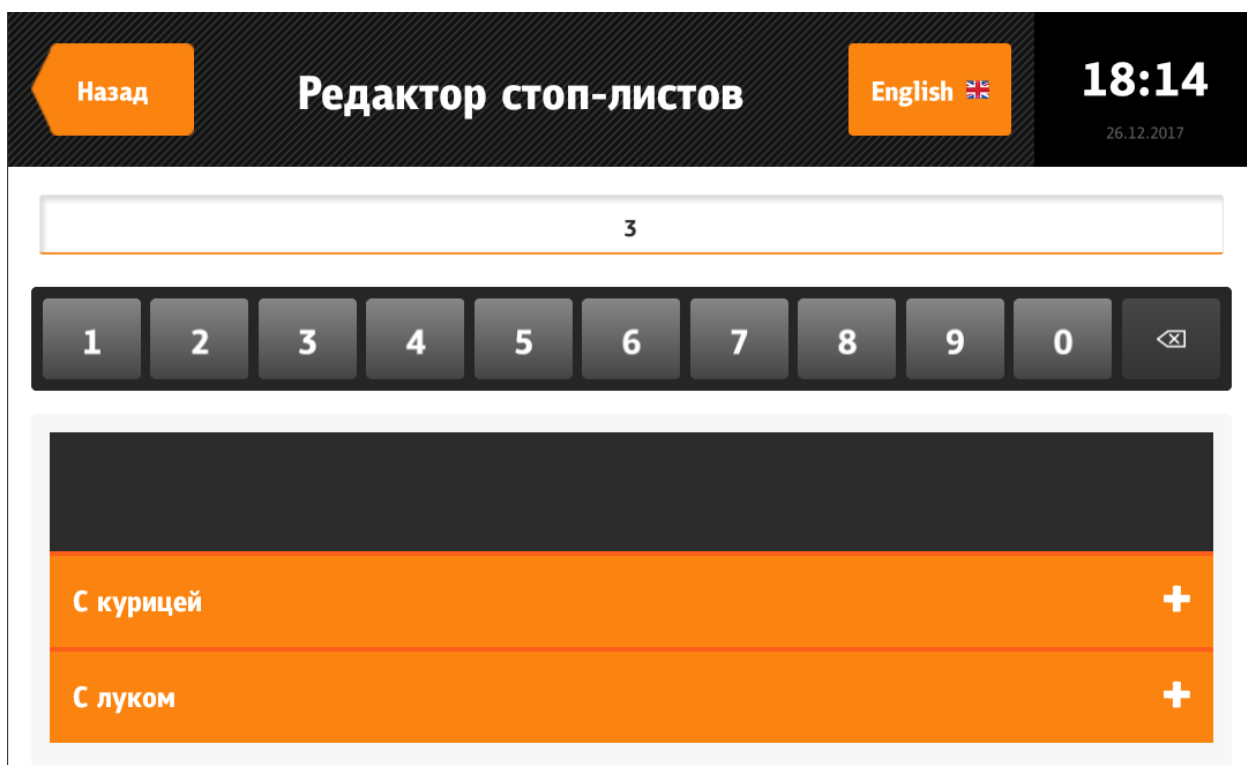 Назад
Редактор стоп-листов
English
18:14
26.12.2017
3
1 2 3 4 5 6 7 8 9 0
С курицей
С луком